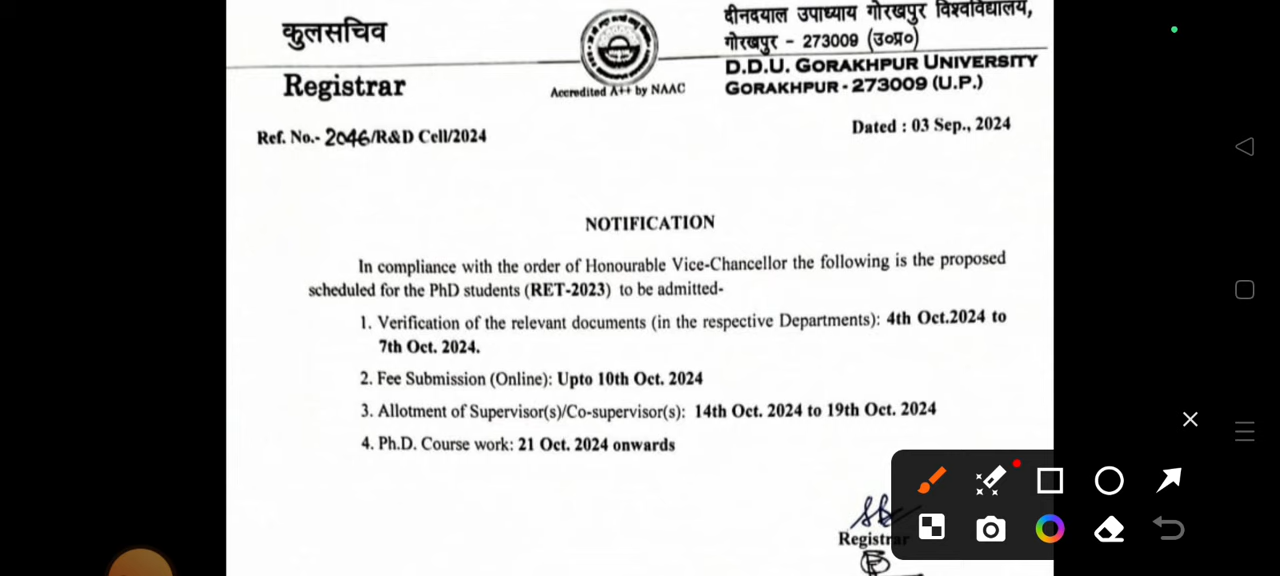 कुलसचिव
Registrar
Accredited A++ by NAAC
दीनदयाल उपाध्याय गोरखपुर विश्वविद्यालय,
गोरखपुर - 273009 (उ०प्र०)
D.D.U. GORAKHPUR UNIVERSITY
GORAKHPUR - 273009 (U.P.)
Ref. No.- 2046/R&D Cell/2024
Dated : 03 Sep., 2024
NOTIFICATION
In compliance with the order of Honourable Vice-Chancellor the following is the proposed
scheduled for the PhD students (RET-2023) to be admitted-
1. Verification of the relevant documents (in the respective Departments): 4th Oct.2024 to
7th Oct. 2024.
2. Fee Submission (Online): Upto 10th Oct. 2024
3. Allotment of Supervisor(s)/Co-supervisor(s): 14th Oct. 2024 to 19th Oct. 2024
4. Ph.D. Course work: 21 Oct. 2024 onwards
Registrar